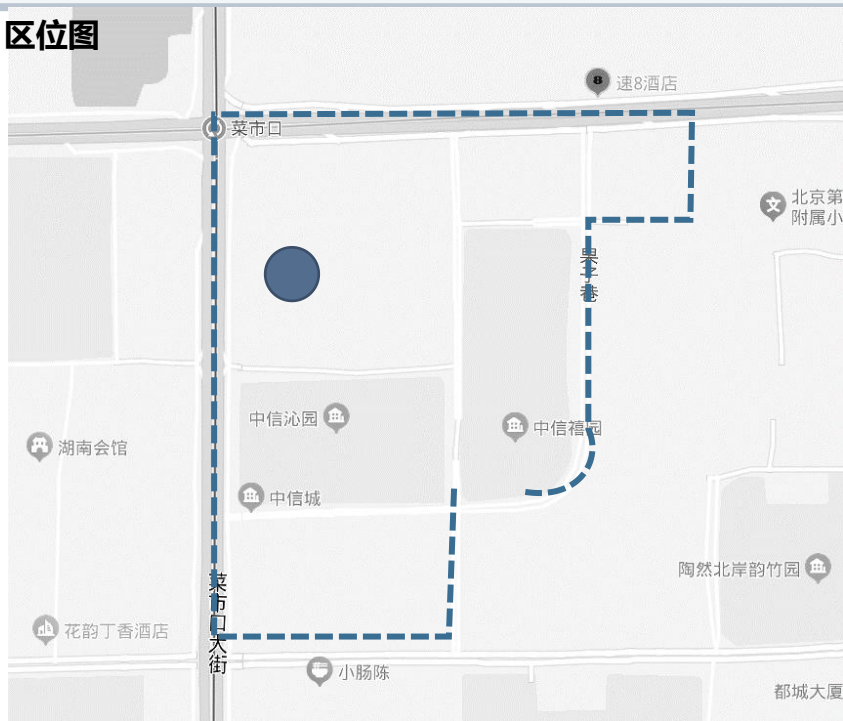 区位图
8
速8酒店
菜市口
文
北京第
附属小
果子巷
中信沁园
中信禧园
湖南会馆
中信城
陶然北岸韵竹园
菜市口大街
花韵丁香酒店
小肠陈
都城大厦